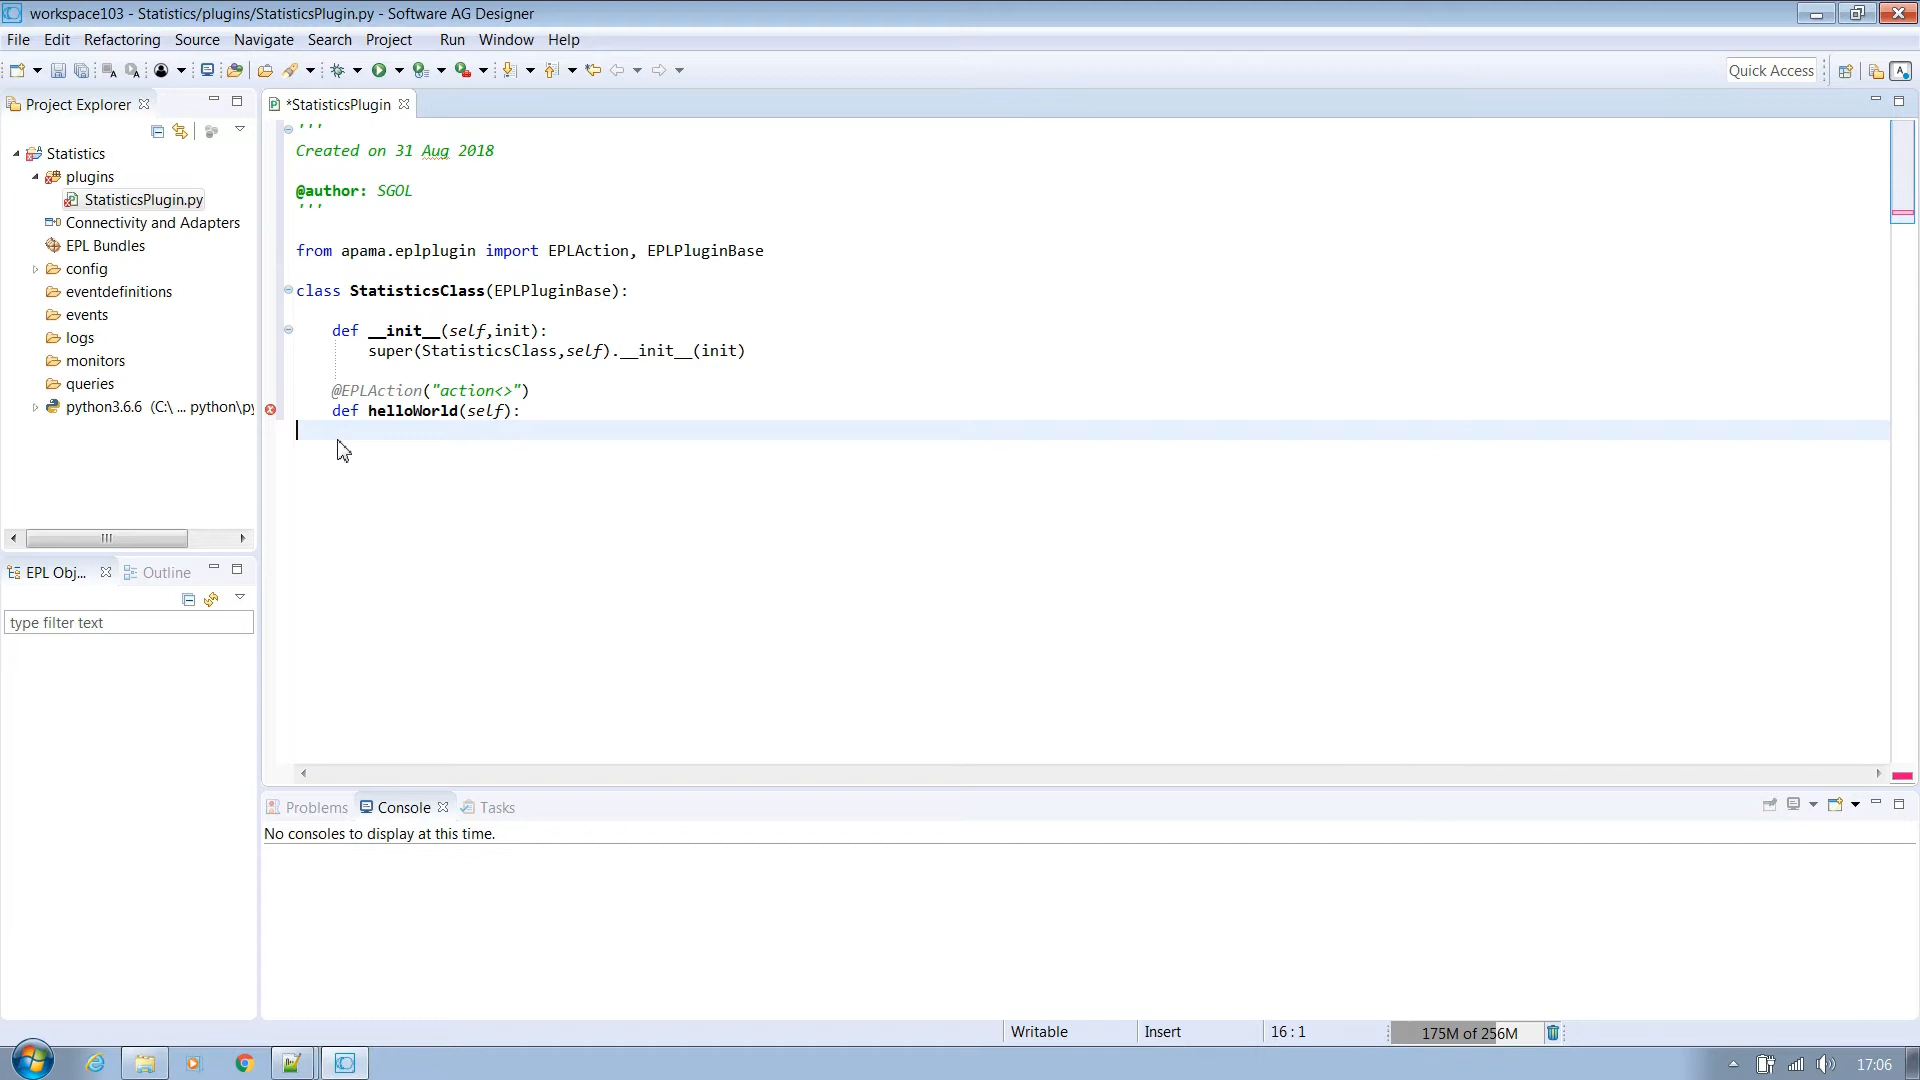 workspace103 - Statistics/plugins/StatisticsPlugin.py - Software AG Designer
File Edit Refactoring Source Navigate Search Project Run Window Help
Quick Access
Project Explorer
*StatisticsPlugin
Statistics
plugins
StatisticsPlugin.py
Connectivity and Adapters
EPL Bundles
config
eventdefinitions
events
logs
monitors
queries
python3.6.6 (C:\ ... python\py
'''
Created on 31 Aug 2018
@author: SGOL
'''
from apama.eplplugin import EPLAction, EPLPluginBase
class StatisticsClass(EPLPluginBase):
def __init__(self,init):
super(StatisticsClass,self).__init__(init)
@EPLAction("action<>")
def helloWorld(self):
EPL Obj... Outline
type filter text
Problems Console Tasks
No consoles to display at this time.
Writable Insert 16 : 1 175M of 256M
17:06